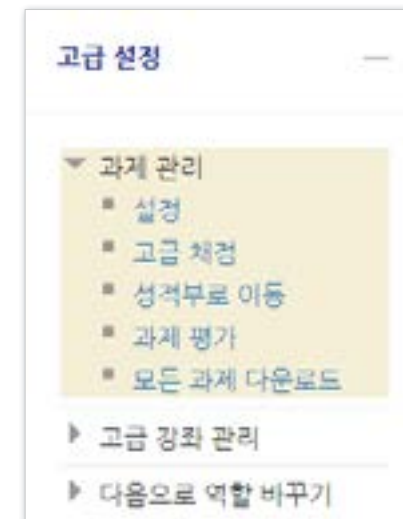 고급 설정
과제 관리
설정
고급 채점
성적부로 이동
과제 평가
모든 과제 다운로드
고급 강좌 관리
다음으로 역할 바꾸기